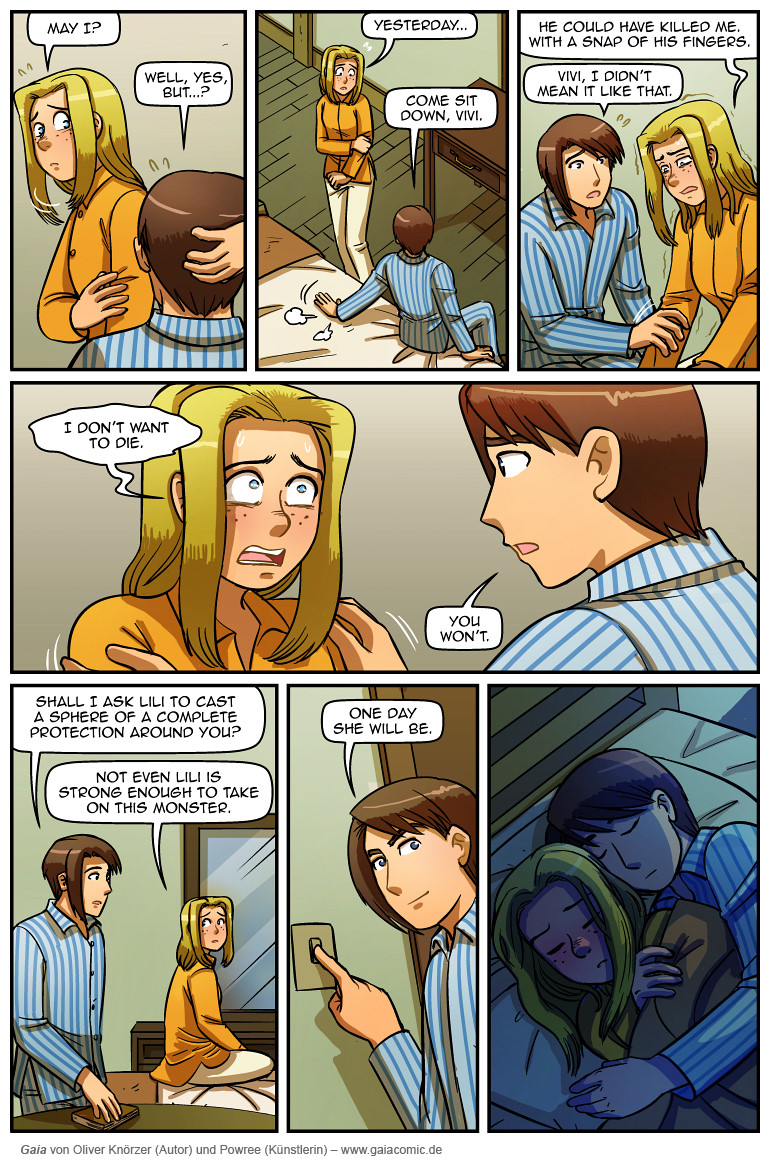 MAY I?
WELL, YES,
BUT...?
YESTERDAY...
COME SIT
DOWN, VIVI.
HE COULD HAVE KILLED ME.
WITH A SNAP OF HIS FINGERS.
VIVI, I DIDN'T
MEAN IT LIKE THAT.
I DON'T WANT
TO DIE.
YOU
WON'T.
SHALL I ASK LILI TO CAST
A SPHERE OF A COMPLETE
PROTECTION AROUND YOU?
NOT EVEN LILI IS
STRONG ENOUGH TO TAKE
ON THIS MONSTER.
ONE DAY
SHE WILL BE.
Gaia von Oliver Knörzer (Autor) und Powree (Künstlerin) – www.gaiacomic.de